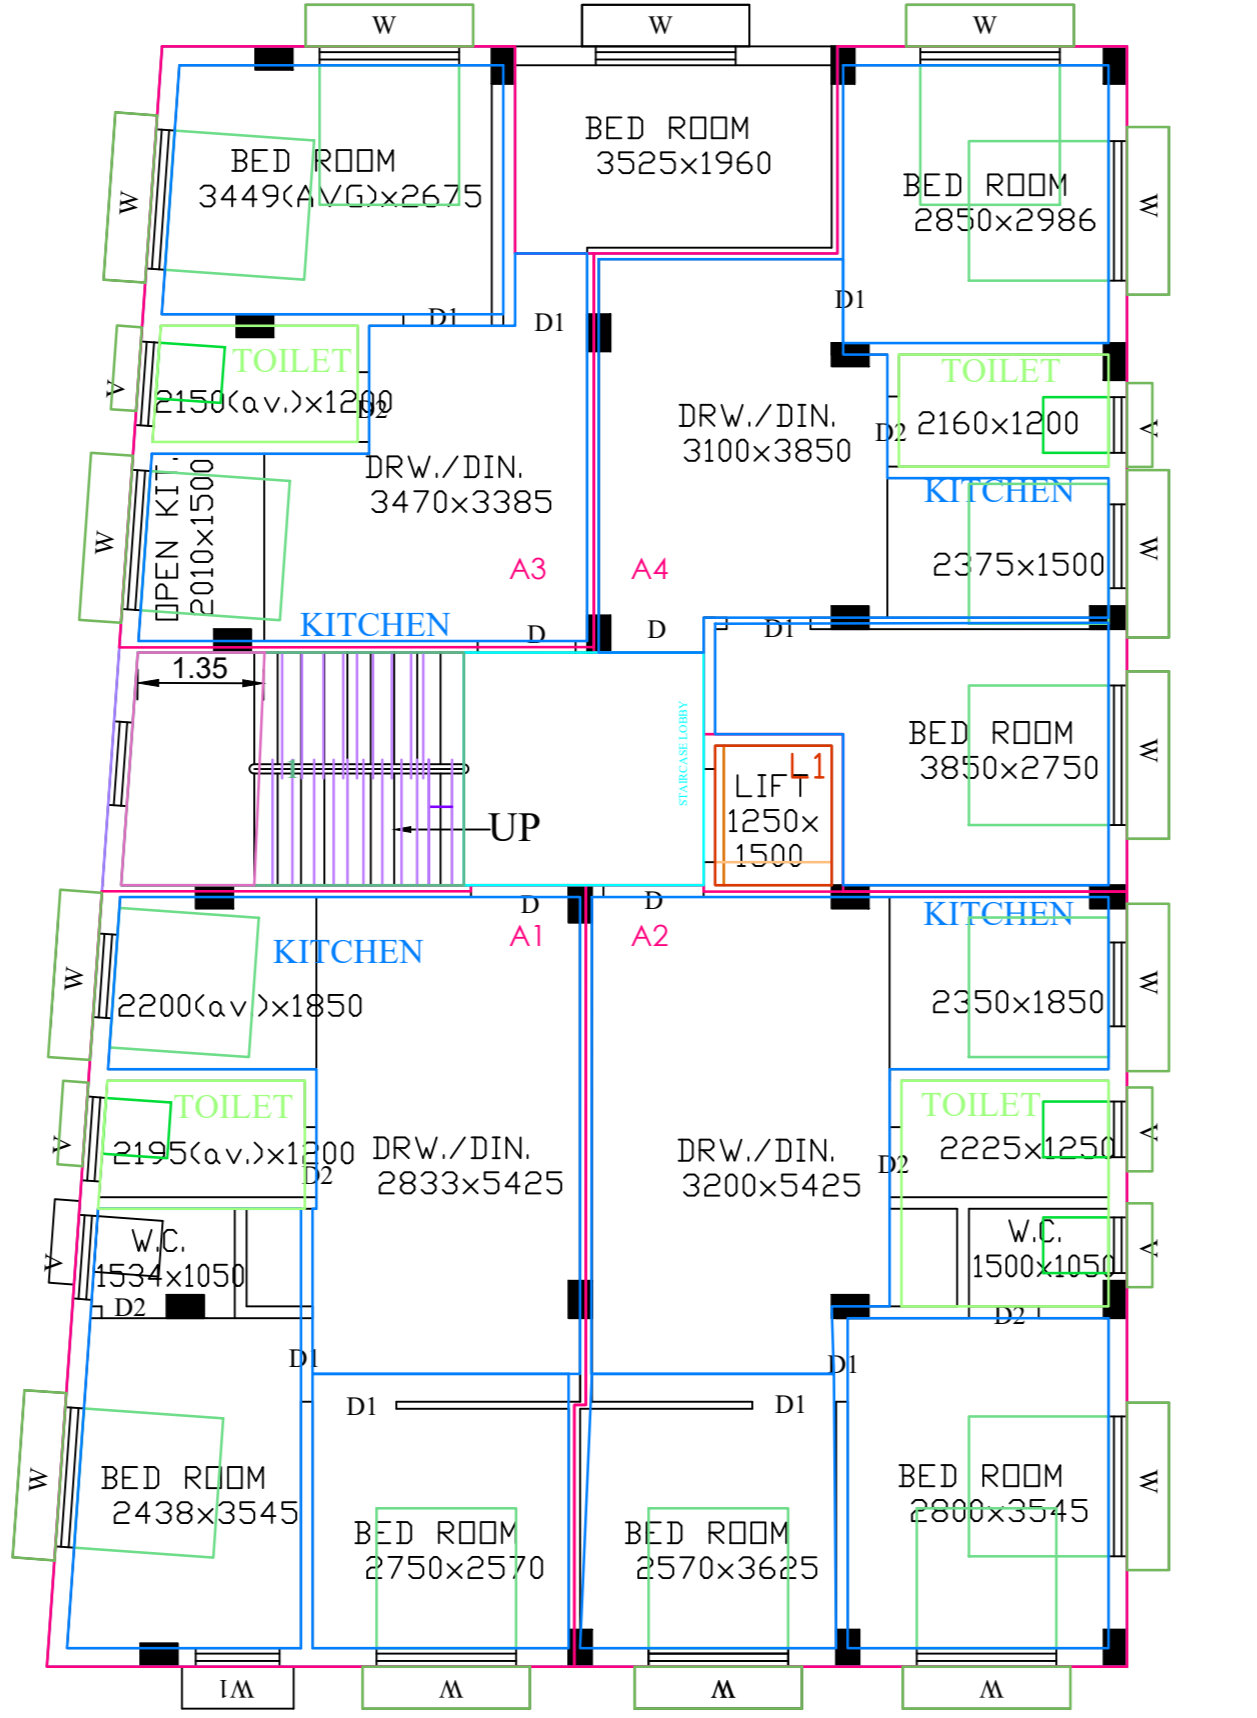 W
W
W
BED ROOM
3525x1960
BED ROOM
3449(AVG)x2675
BED ROOM
2850x2986
W
W
D1
D1
D1
TOILET
2150(av.)x1200
D2
V
TOILET
2160x1200
D2
V
DRW./DIN.
3100x3850
DRW./DIN.
3470x3385
OPEN KIT.
2010x1500
W
KITCHEN
2375x1500
W
A3
A4
KITCHEN
D
D
D1
1.35
STAIRCASE LOBBY
BED ROOM
3850x2750
W
L1
LIFT
1250x
1500
UP
D
D
A1
A2
KITCHEN
2200(av.)x1850
W
KITCHEN
2350x1850
W
TOILET
2195(av.)x1200
D2
V
DRW./DIN.
2833x5425
DRW./DIN.
3200x5425
TOILET
2225x1250
D2
V
W.C.
1534x1050
D2
V
W.C.
1500x1050
D2
V
D1
D1
D1
D1
BED ROOM
2438x3545
W
BED ROOM
2750x2570
BED ROOM
2570x3625
BED ROOM
2800x3545
W
W1
W
W
W